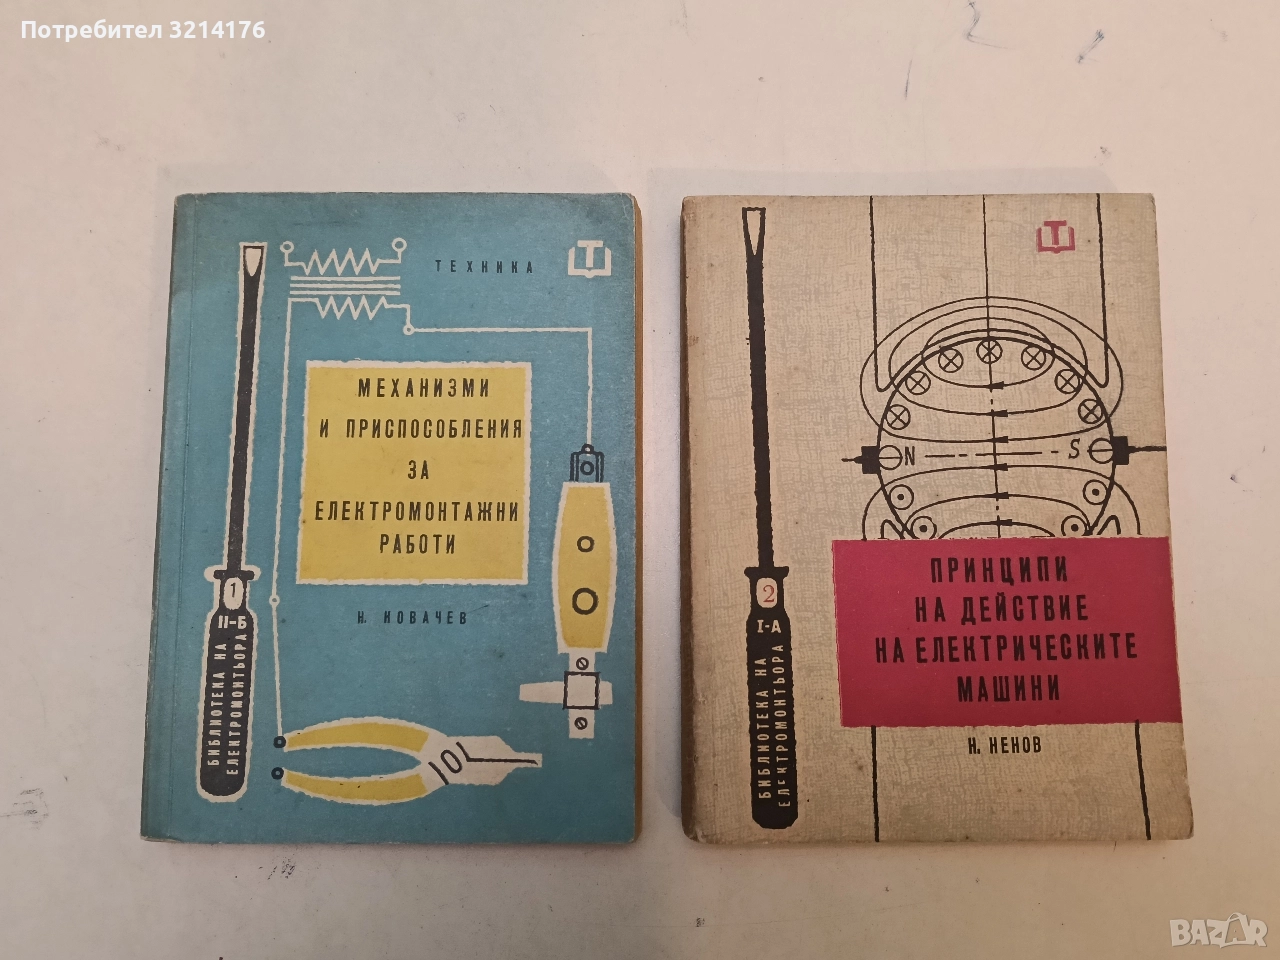 Потребител 3214176
ТЕХНИКА
Т
МЕХАНИЗМИ
И ПРИСПОСОБЛЕНИЯ
ЗА
ЕЛЕКТРОМОНТАЖНИ
РАБОТИ
Н. КОВАЧЕВ
1
II-Б
БИБЛИОТЕКА НА
ЕЛЕКТРОМОНТЬОРА
Т
N
S
ПРИНЦИПИ
НА ДЕЙСТВИЕ
НА ЕЛЕКТРИЧЕСКИТЕ
МАШИНИ
Н. НЕНОВ
2
I-А
БИБЛИОТЕКА НА
ЕЛЕКТРОМОНТЬОРА
BAZAR